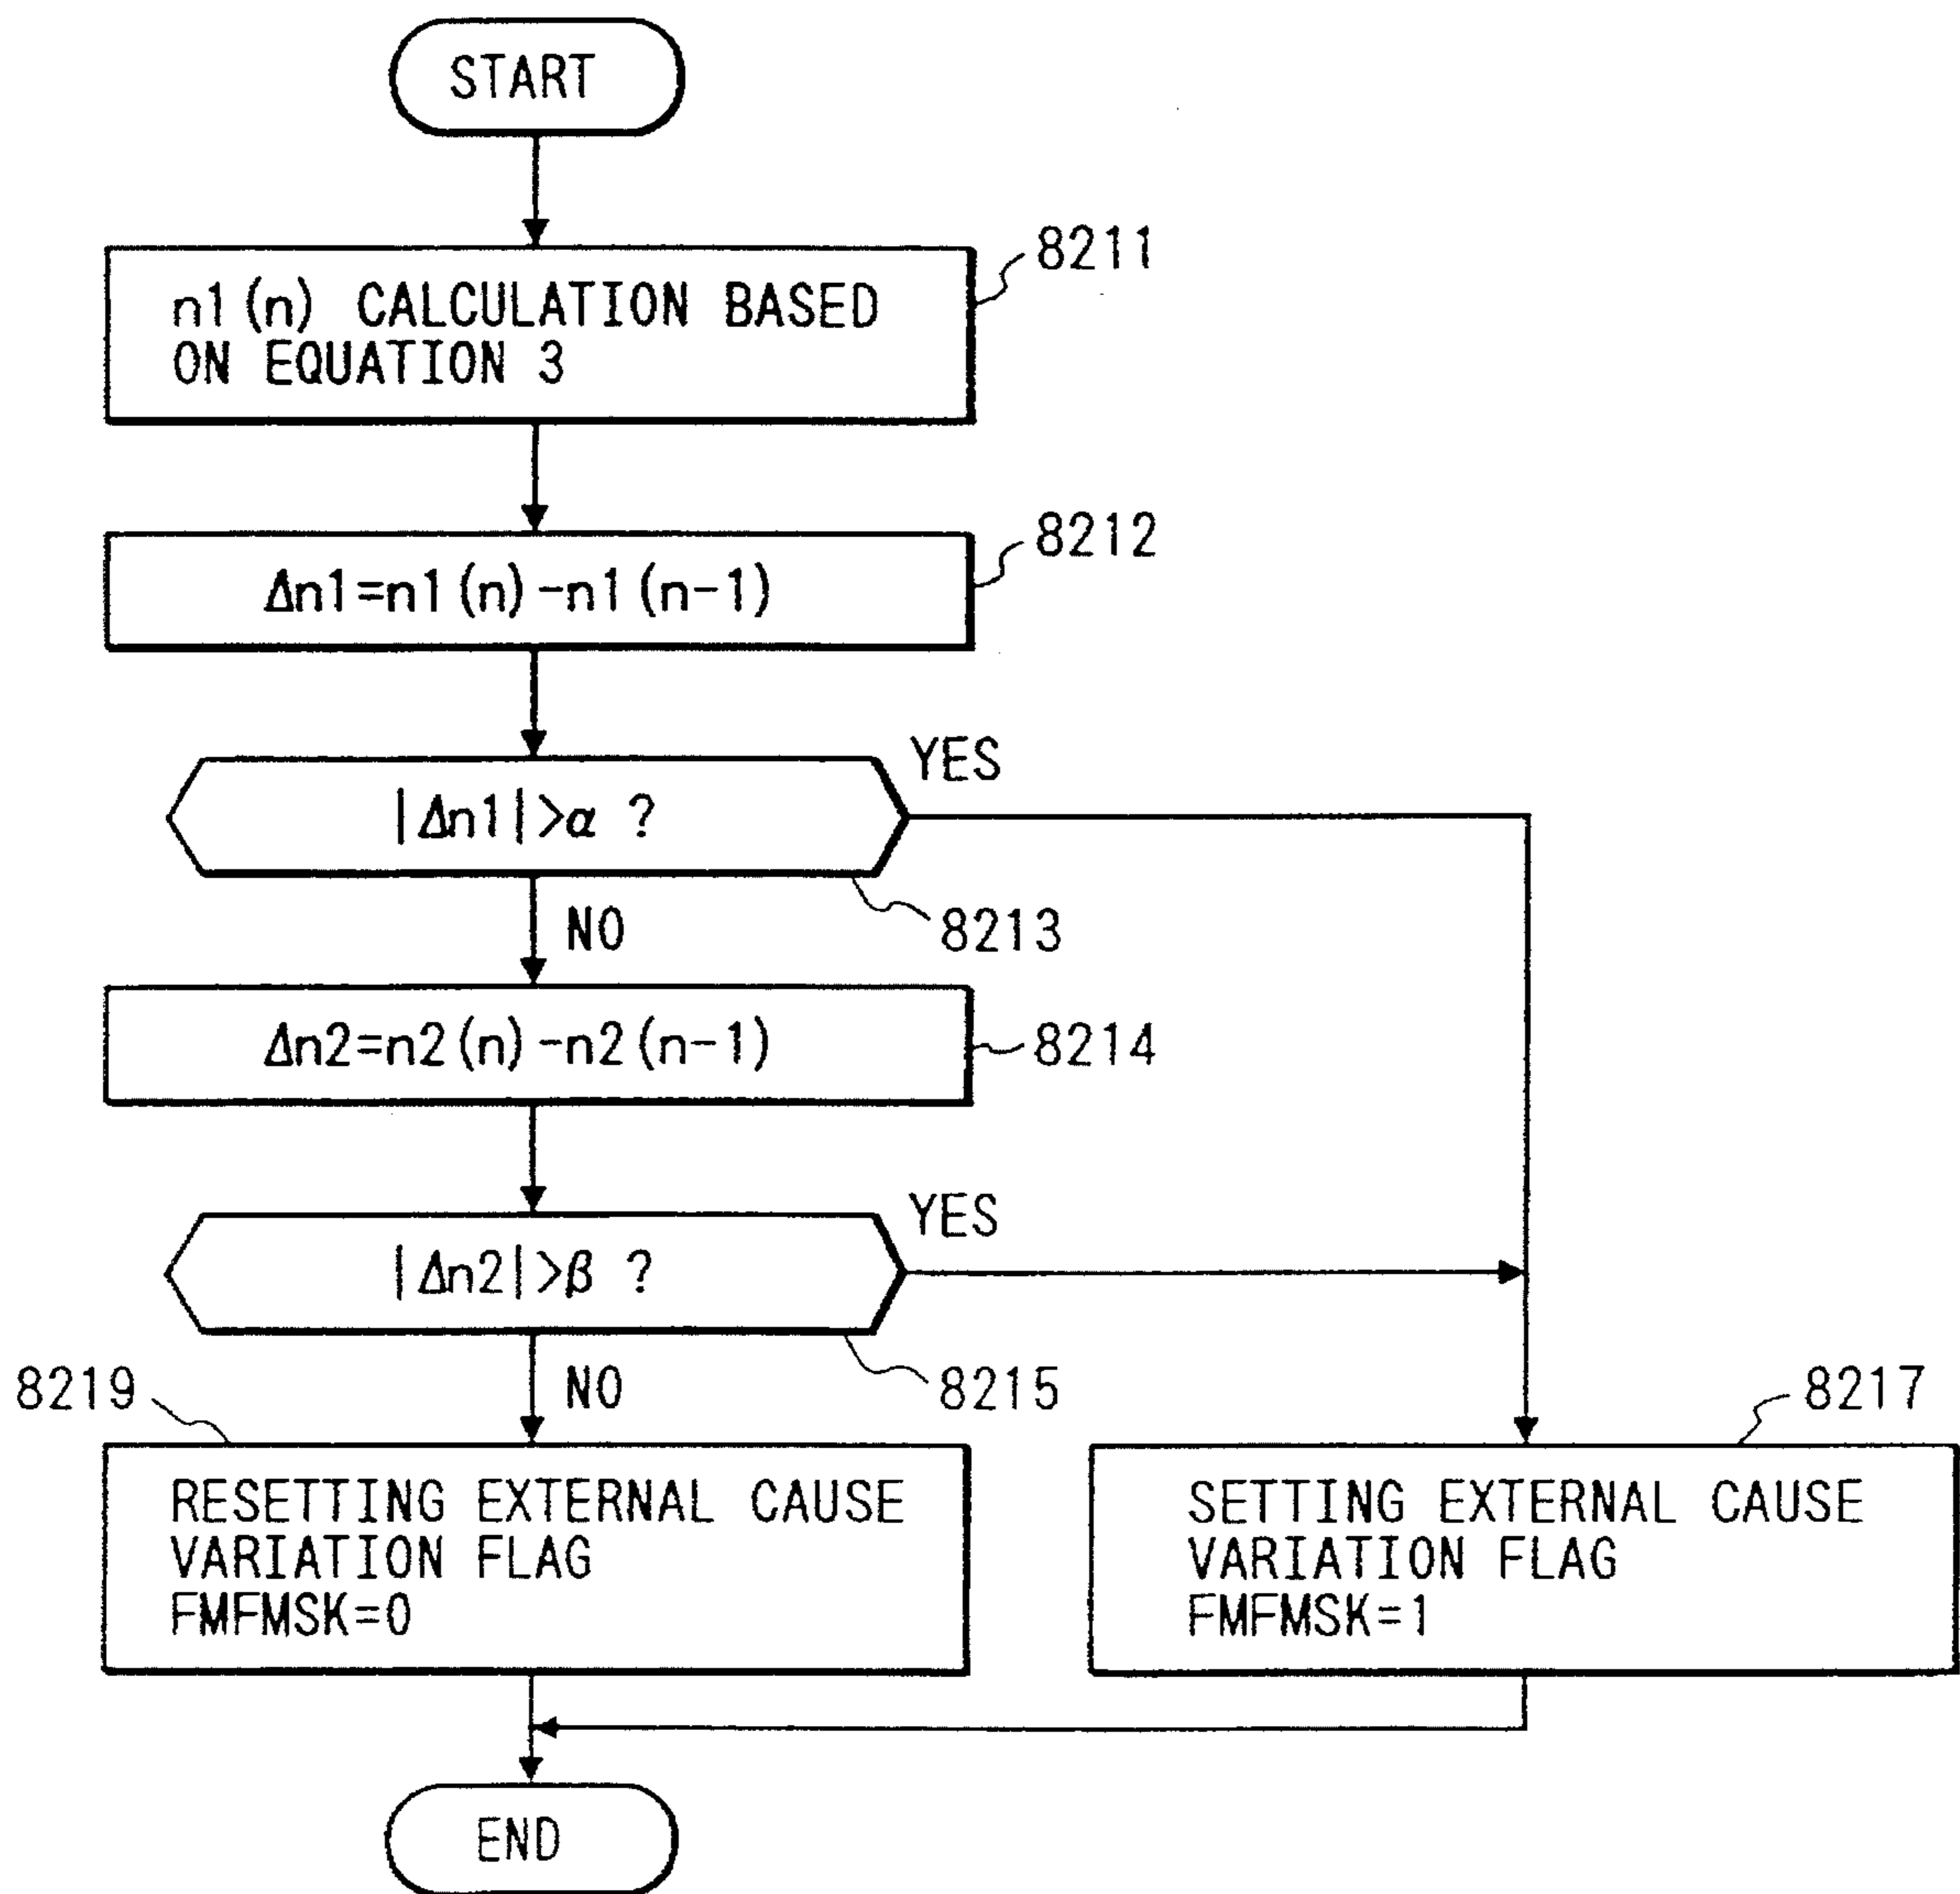 START
8211
n1(n) CALCULATION BASED
ON EQUATION 3
8212
Δn1=n1(n)-n1(n-1)
YES
|Δn1|>α ?
NO
8213
Δn2=n2(n)-n2(n-1)
8214
YES
|Δn2|>β ?
8219
NO
8215
8217
RESETTING EXTERNAL CAUSE
VARIATION FLAG
FMFMSK=0
SETTING EXTERNAL CAUSE
VARIATION FLAG
FMFMSK=1
END